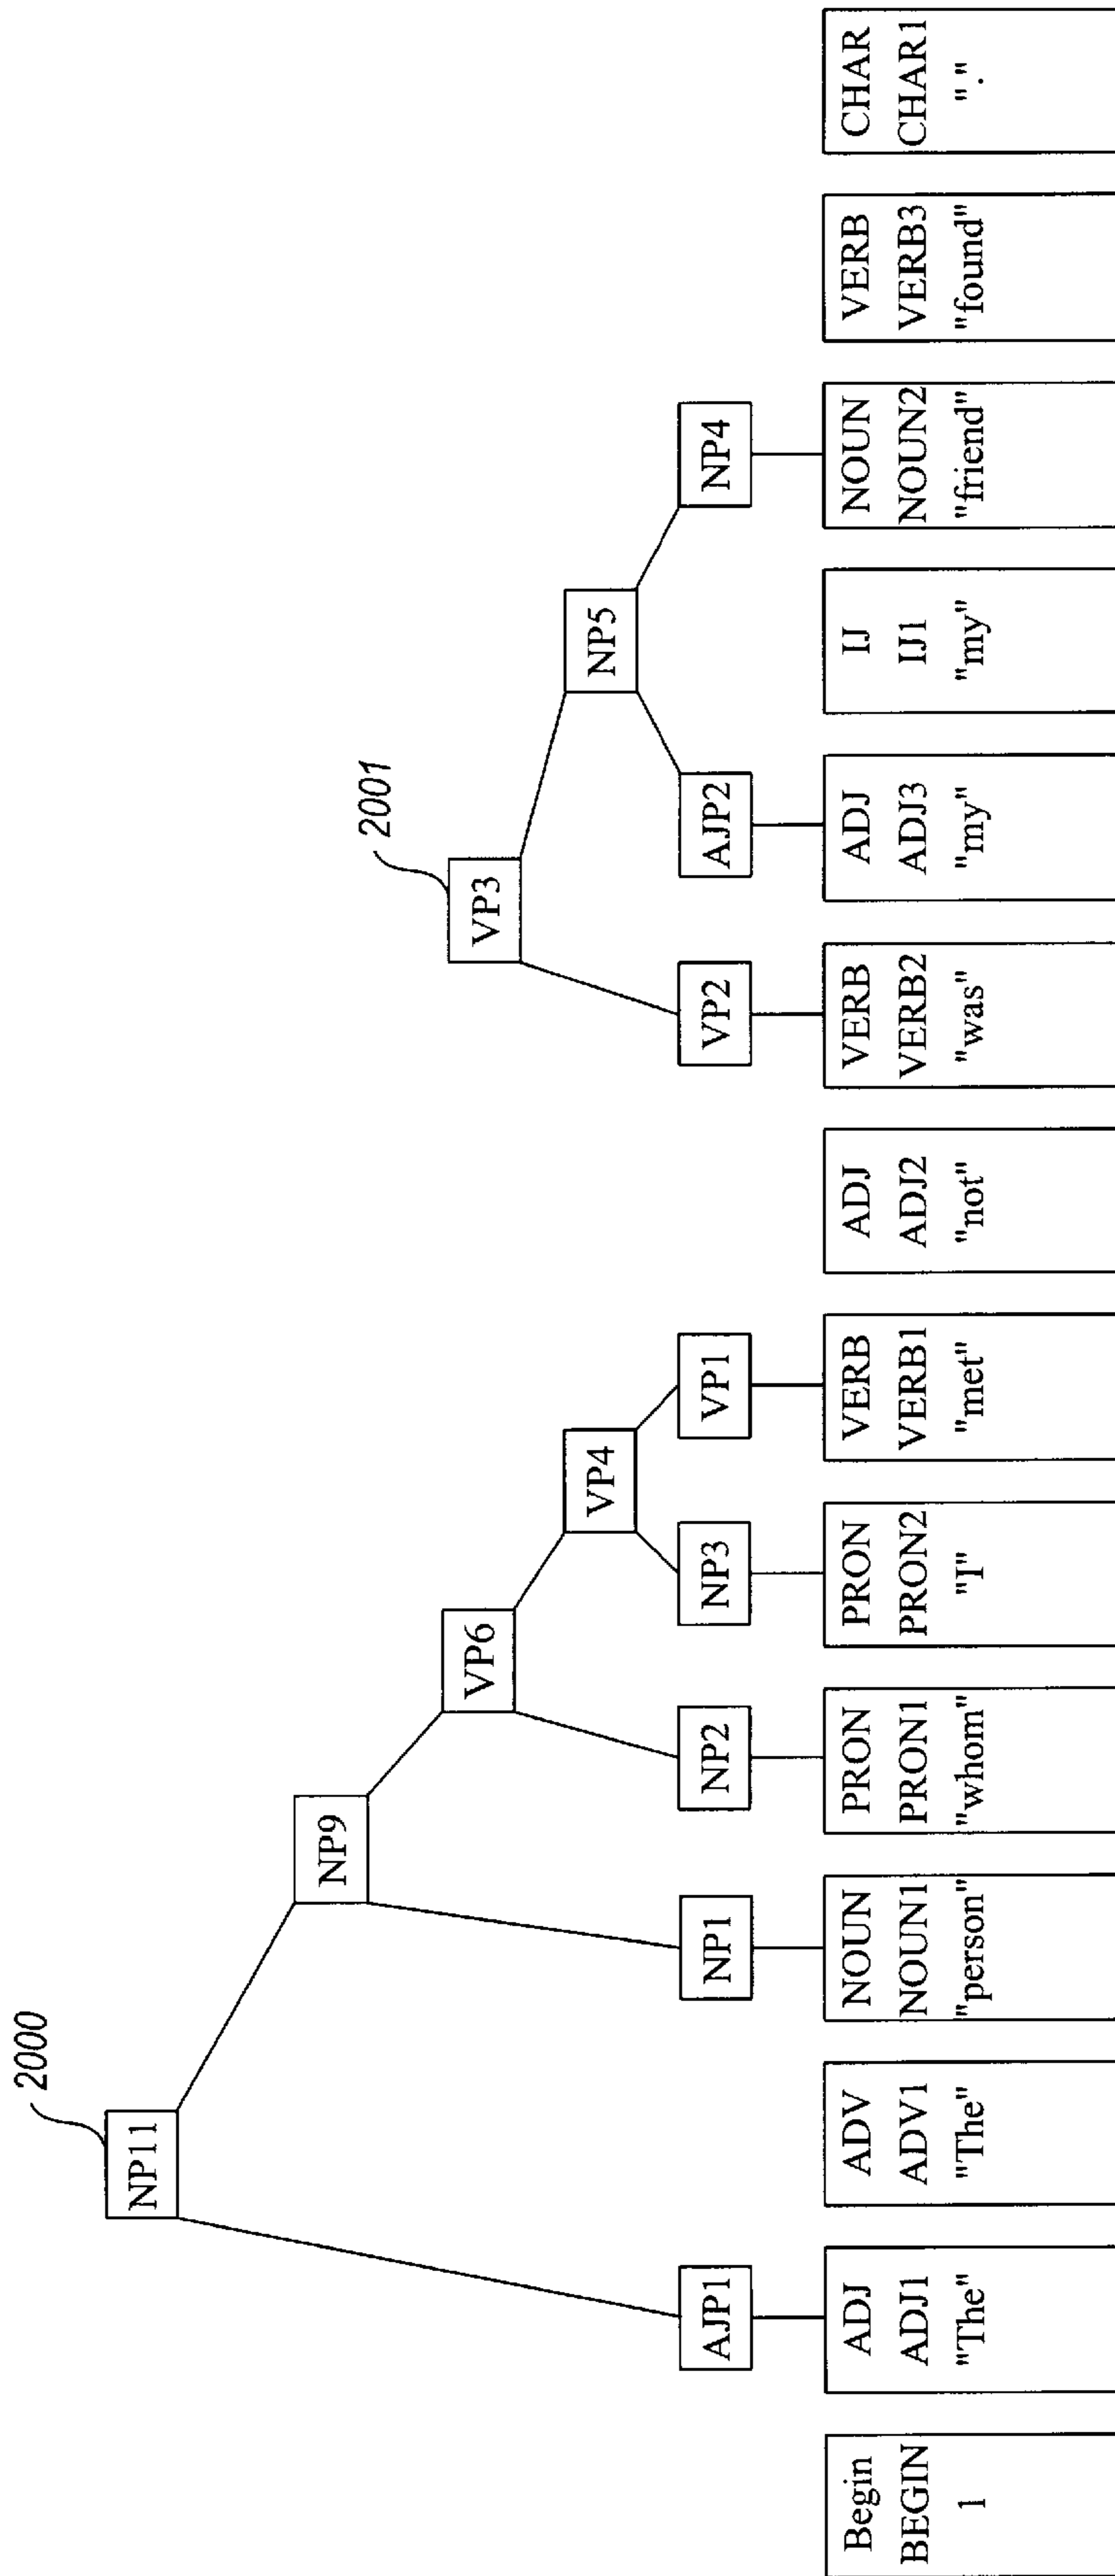 2000
NP11
NP9
2001
VP6
VP3
VP4
NP5
AJP1
NP1
NP2
NP3
VP1
VP2
AJP2
NP4
Begin
BEGIN
1
ADJ
ADJ1
"The"
ADV
ADV1
"The"
NOUN
NOUN1
"person"
PRON
PRON1
"whom"
PRON
PRON2
"I"
VERB
VERB1
"met"
ADJ
ADJ2
"not"
VERB
VERB2
"was"
ADJ
ADJ3
"my"
IJ
IJ1
"my"
NOUN
NOUN2
"friend"
VERB
VERB3
"found"
CHAR
CHAR1
"."